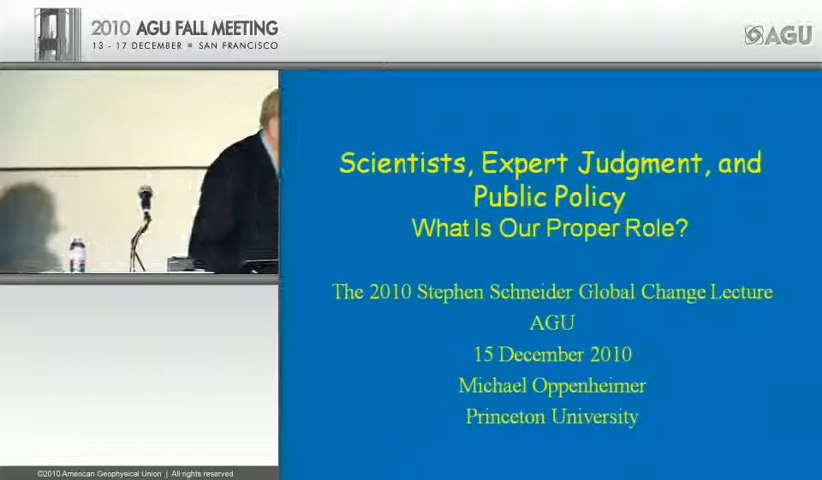 2010 AGU FALL MEETING
13 - 17 DECEMBER • SAN FRANCISCO
AGU
Scientists, Expert Judgment, and
Public Policy
What Is Our Proper Role?
The 2010 Stephen Schneider Global Change Lecture
AGU
15 December 2010
Michael Oppenheimer
Princeton University
©2010 American Geophysical Union | All rights reserved